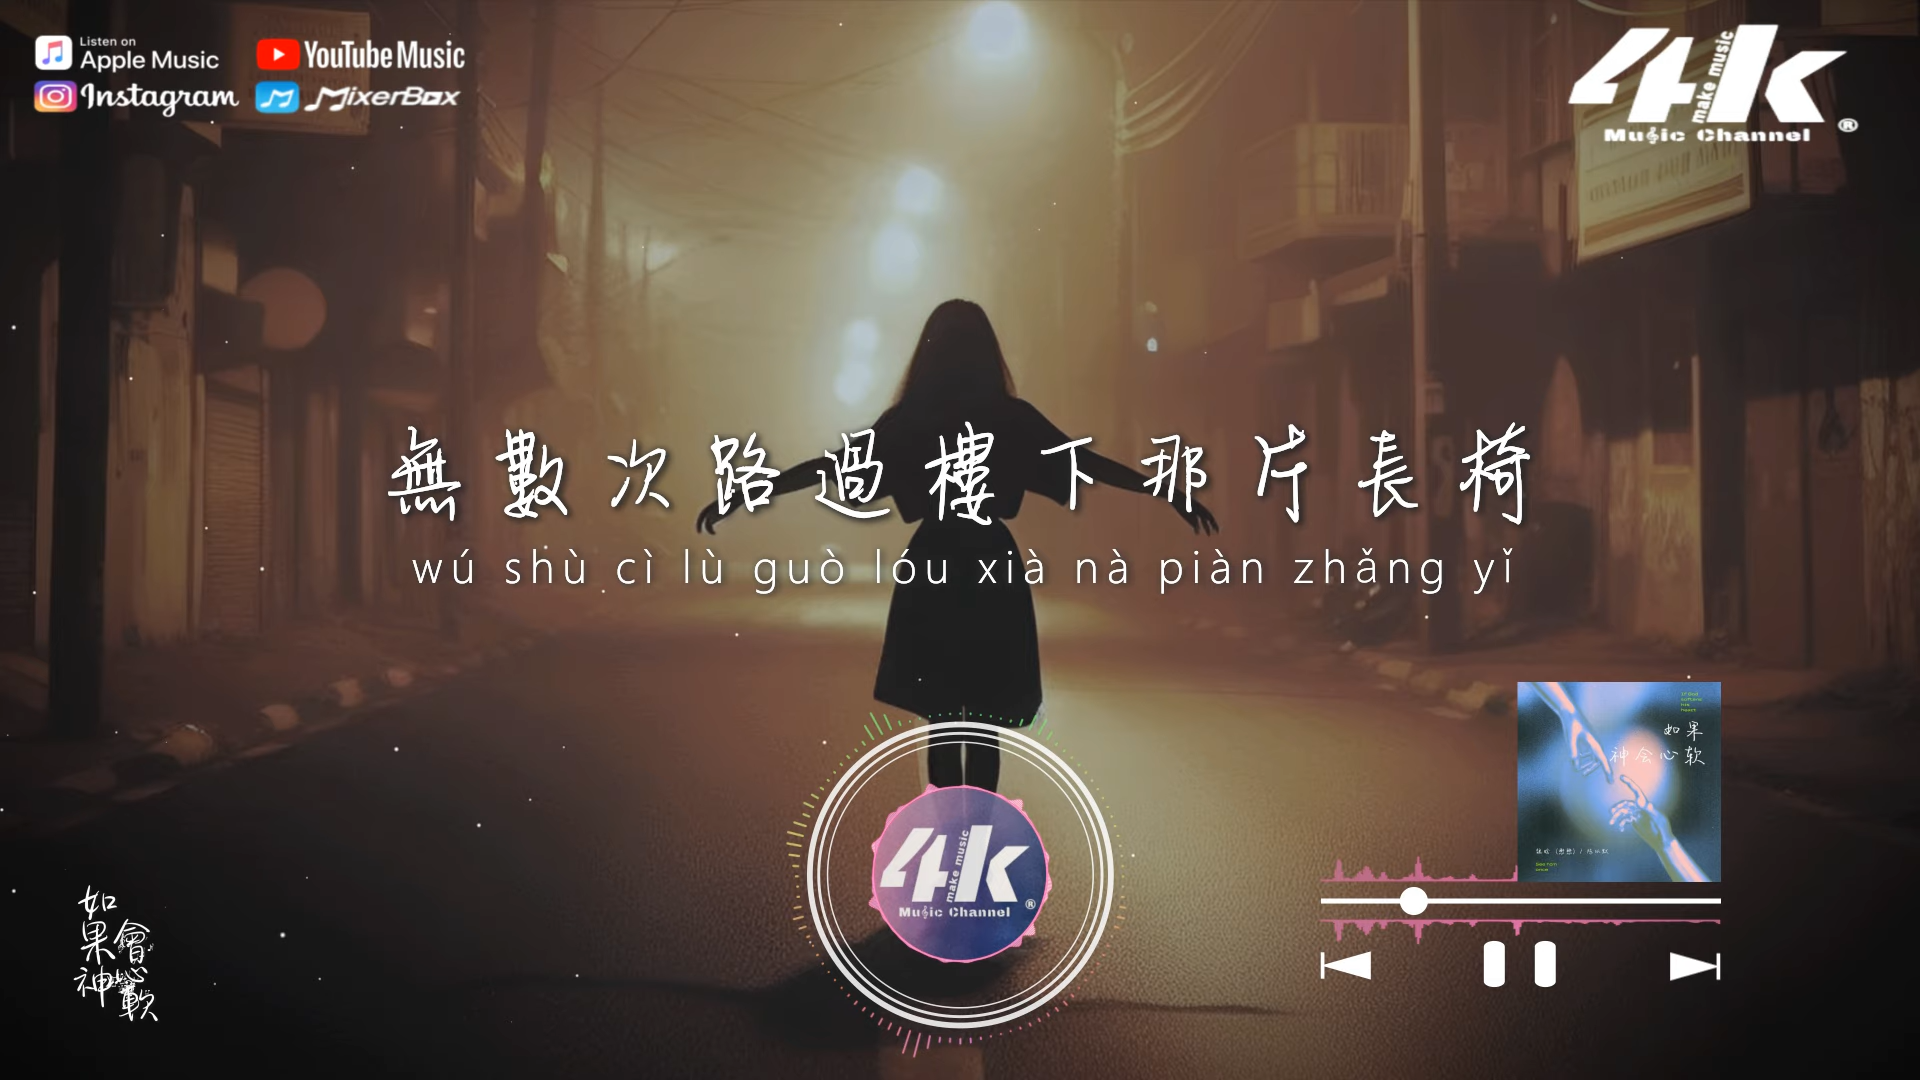 Listen on
Apple Music
YouTube Music
Instagram
MixerBox
4k
make music
Music Channel
®
無數次路過樓下那片長椅
wú shù cì lù guò lóu xià nà piàn zhǎng yǐ
如果
神会心软
4k
make music
Music Channel
®
如果神
會心軟